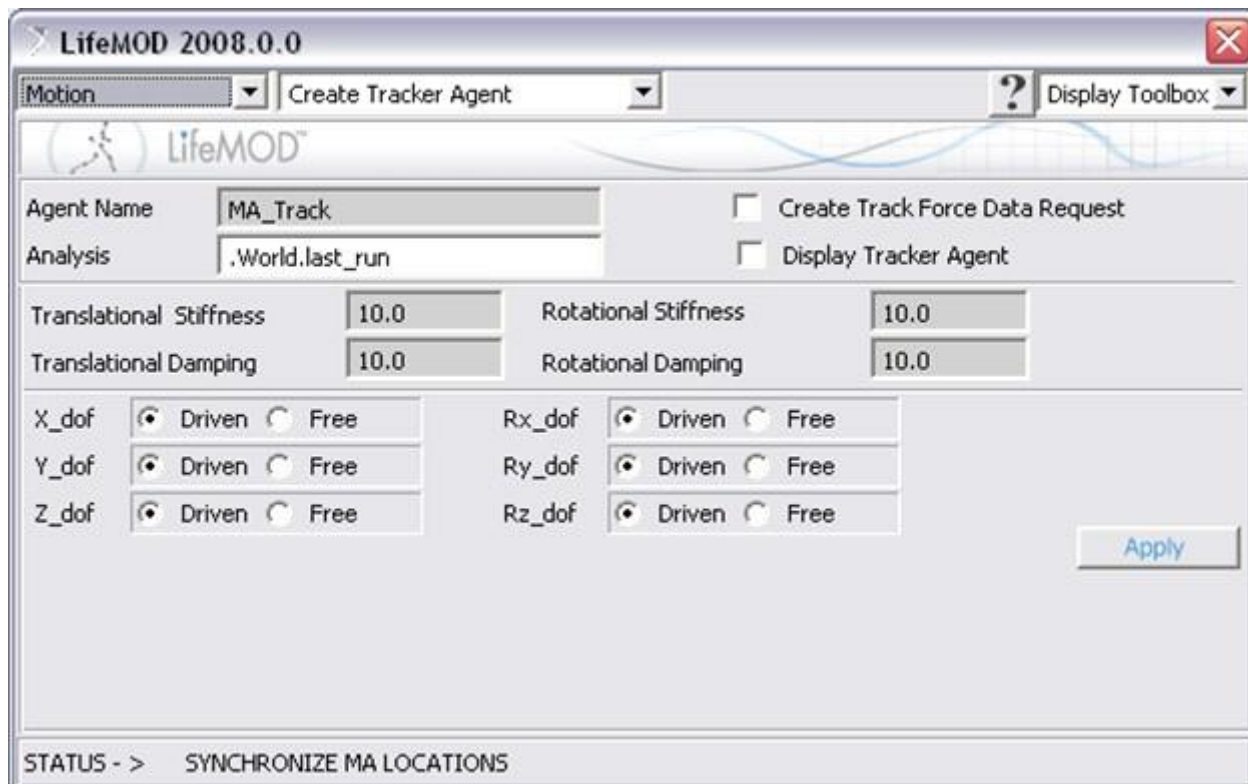 LifeMOD 2008.0.0
Motion Create Tracker Agent ? Display Toolbox
LifeMOD™
Agent Name MA_Track Create Track Force Data Request
Analysis .World.last_run Display Tracker Agent
Translational Stiffness 10.0 Rotational Stiffness 10.0
Translational Damping 10.0 Rotational Damping 10.0
X_dof Driven Free Rx_dof Driven Free
Y_dof Driven Free Ry_dof Driven Free
Z_dof Driven Free Rz_dof Driven Free
Apply
STATUS - > SYNCHRONIZE MA LOCATIONS